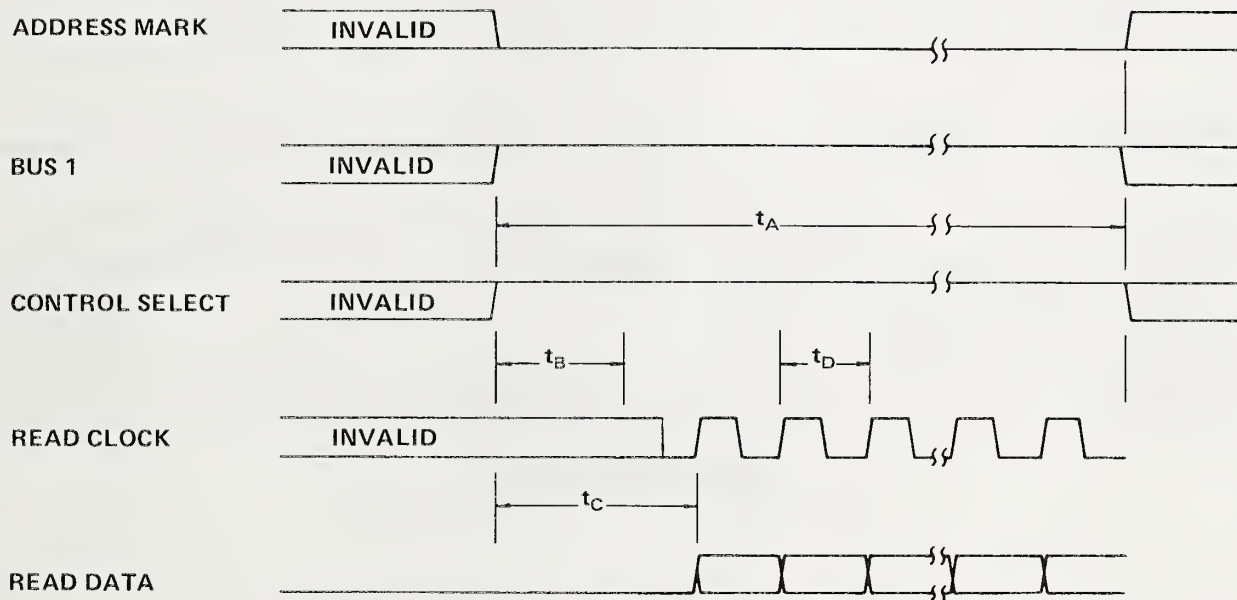 ADDRESS MARK INVALID
BUS 1 INVALID
tA
CONTROL SELECT INVALID
tB tD
READ CLOCK INVALID
tC
READ DATA